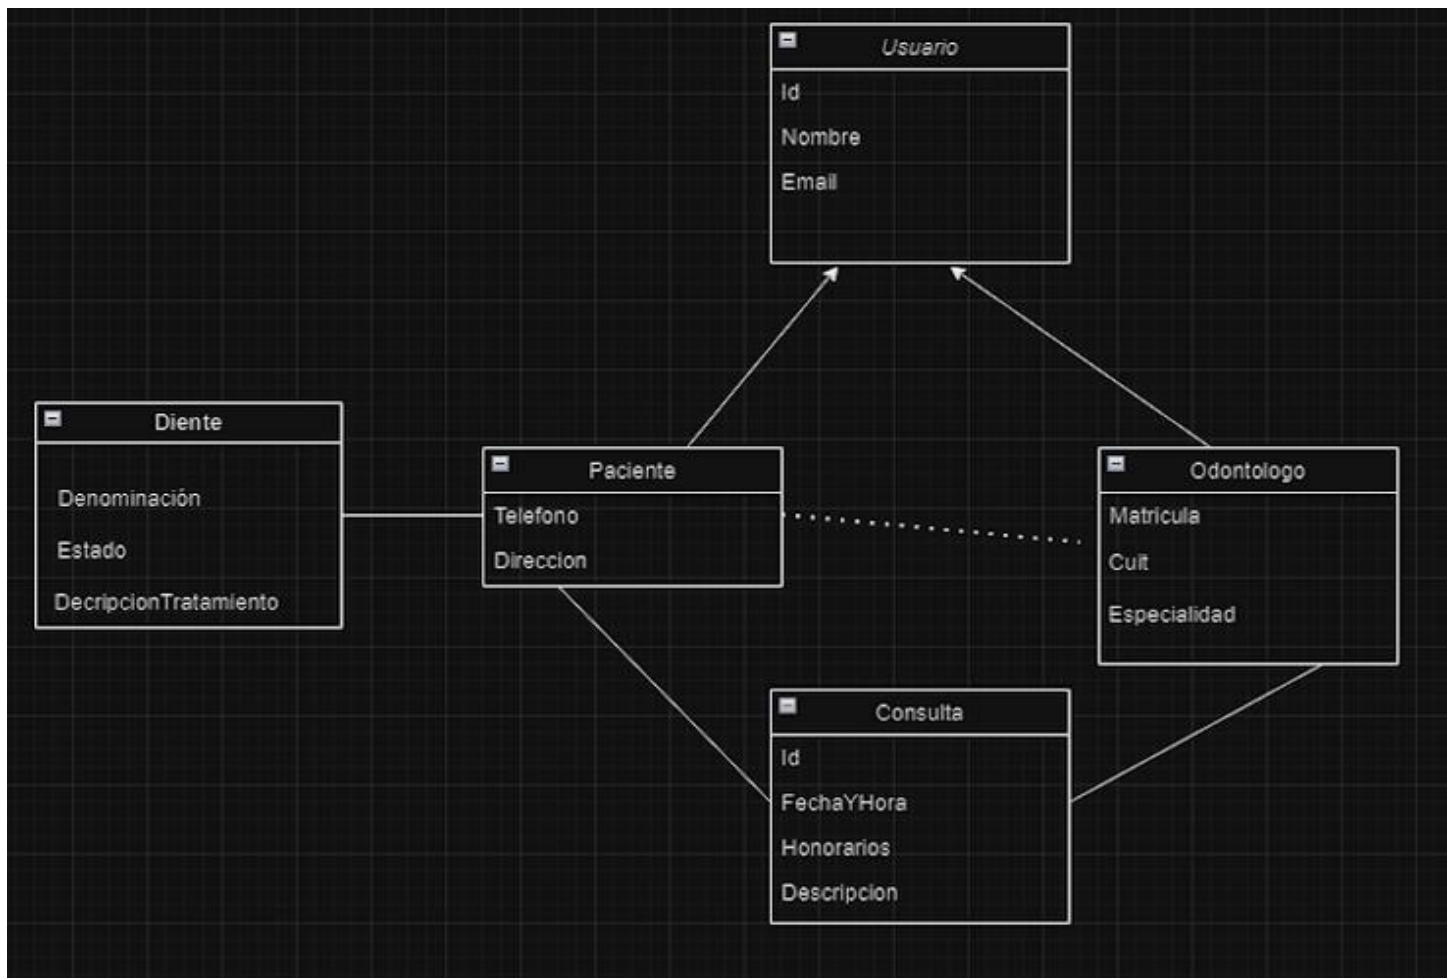 Usuario
Id
Nombre
Email
Diente
Denominación
Estado
DecripcionTratamiento
Paciente
Telefono
Direccion
Odontologo
Matricula
Cuit
Especialidad
Consulta
Id
FechaYHora
Honorarios
Descripcion